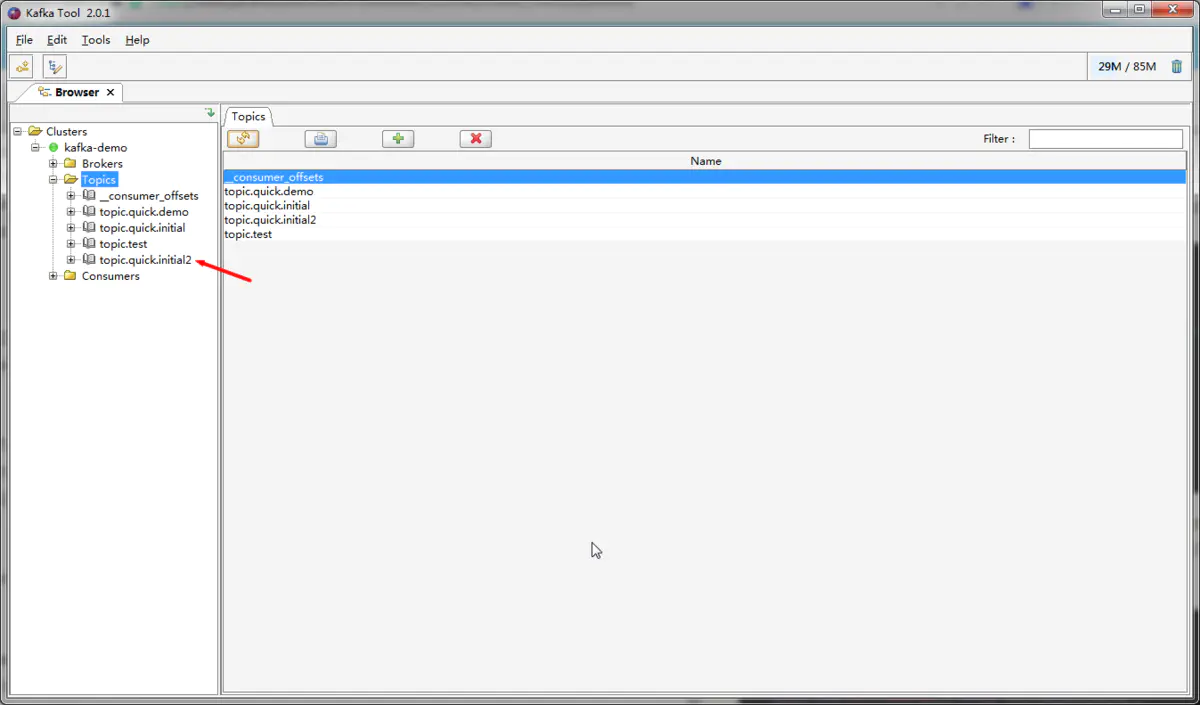 Kafka Tool 2.0.1
File Edit Tools Help
29M / 85M
Browser
Clusters
kafka-demo
Brokers
Topics
__consumer_offsets
topic.quick.demo
topic.quick.initial
topic.test
topic.quick.initial2
Consumers
Topics
Filter :
Name
__consumer_offsets
topic.quick.demo
topic.quick.initial
topic.quick.initial2
topic.test